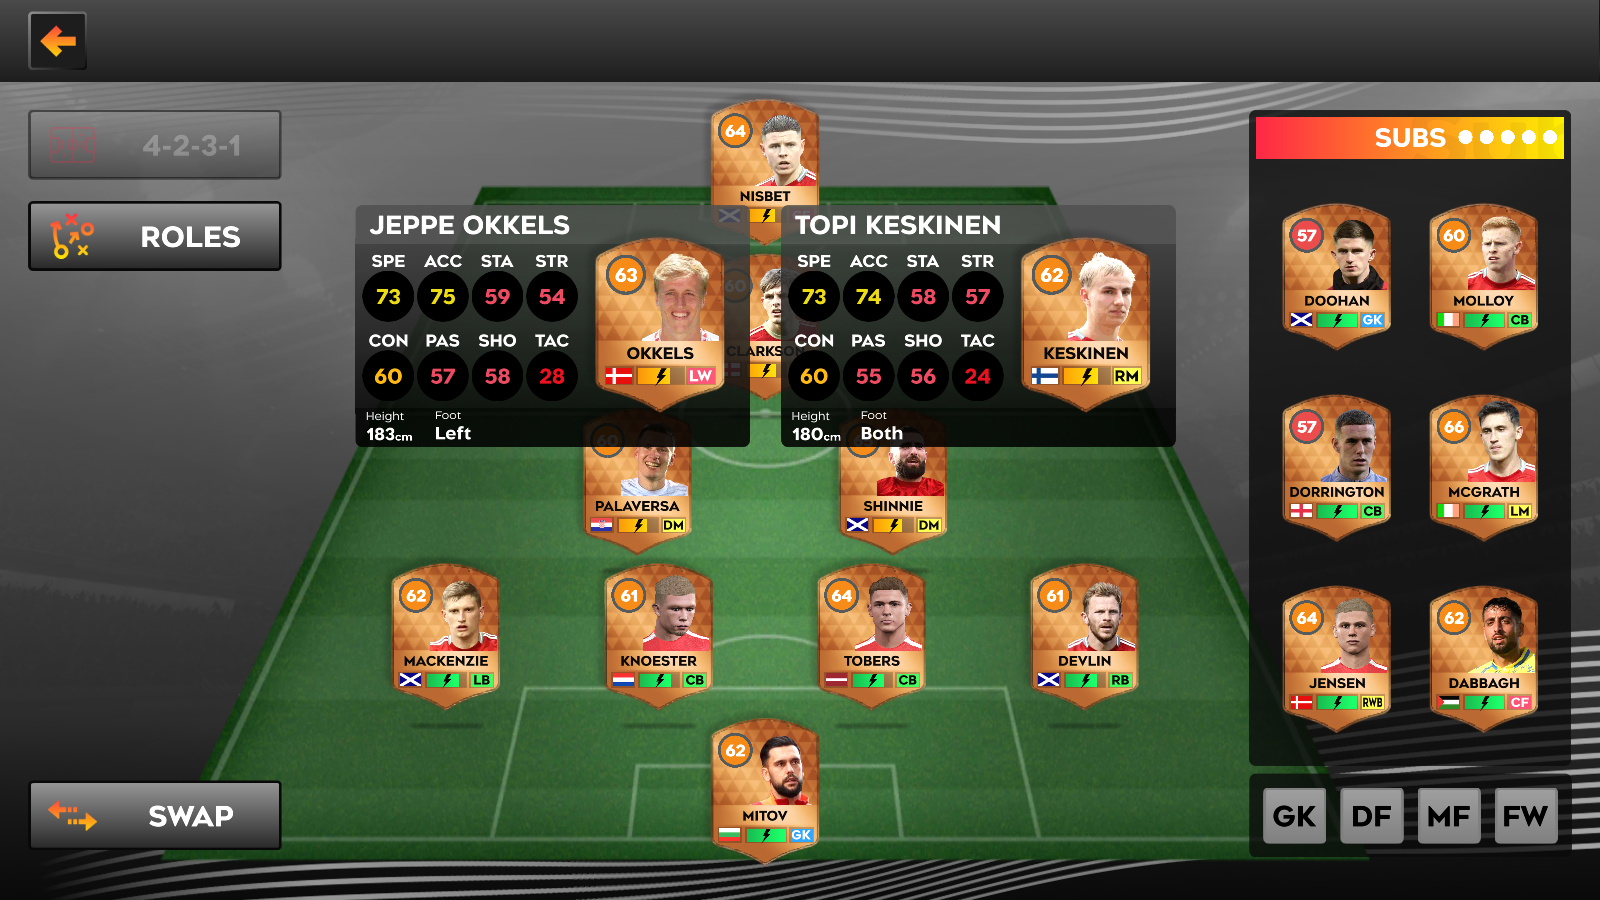 4-2-3-1
ROLES
SWAP
64
NISBET
JEPPE OKKELS
SPE ACC STA STR
73 75 59 54
CON PAS SHO TAC
60 57 58 28
Height Foot
183cm Left
63
OKKELS
LW
60
CLARKSO
TOPI KESKINEN
SPE ACC STA STR
73 74 58 57
CON PAS SHO TAC
60 55 56 24
Height Foot
180cm Both
62
KESKINEN
RM
60
PALAVERSA
DM
SHINNIE
DM
62
MACKENZIE
LB
61
KNOESTER
CB
64
TOBERS
CB
61
DEVLIN
RB
62
MITOV
GK
SUBS
57
DOOHAN
GK
60
MOLLOY
CB
57
DORRINGTON
CB
66
MCGRATH
LM
64
JENSEN
RWB
62
DABBAGH
CF
GK DF MF FW